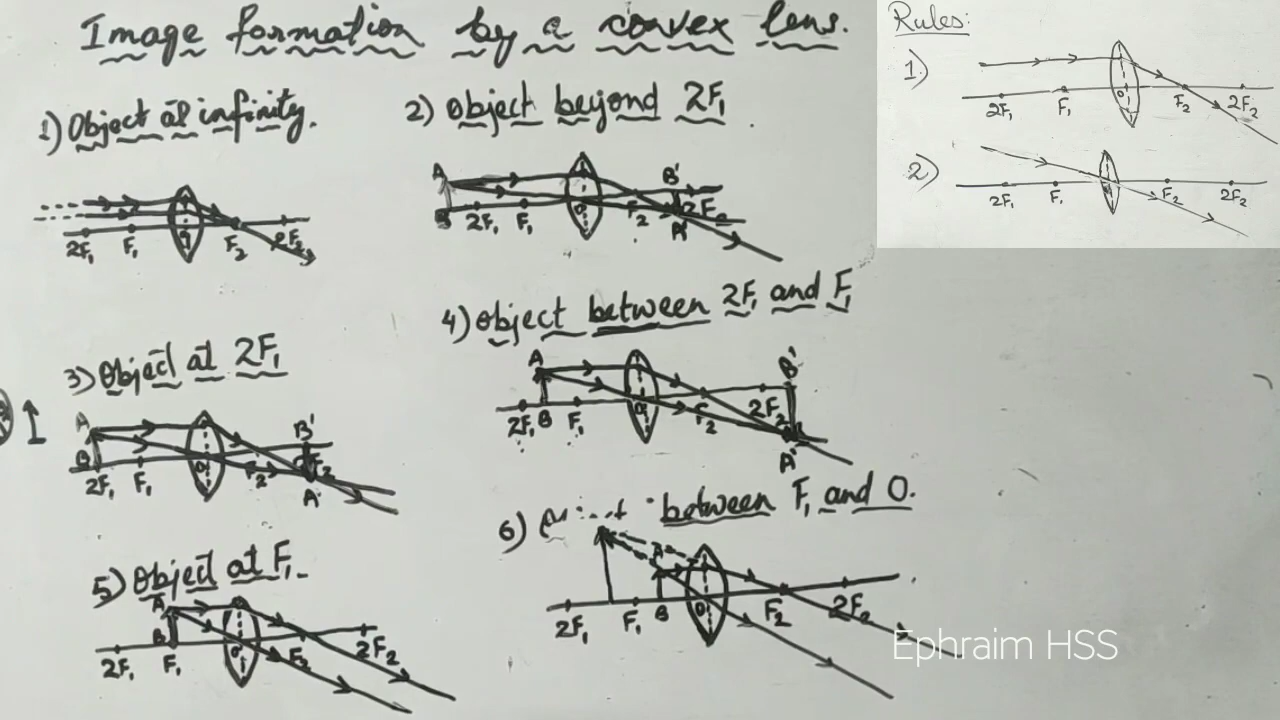 Image formation by a convex lens.
1) Object at infinity.
2F₁ F₁ O F₂ 2F₂
2) Object beyond 2F₁
A B 2F₁ F₁ O F₂ B' 2F₂ A'
3) Object at 2F₁
A B 2F₁ F₁ O F₂ B' 2F₂ A'
4) Object between 2F₁ and F₁
A 2F₁ B F₁ O F₂ 2F₂ B' A'
5) Object at F₁
A B 2F₁ F₁ O F₂ 2F₂
6) between F₁ and O.
2F₁ F₁ A B O F₂ 2F₂
Rules:
1)
2F₁ F₁ O F₂ 2F₂
2)
2F₁ F₁ F₂ 2F₂
Ephraim HSS